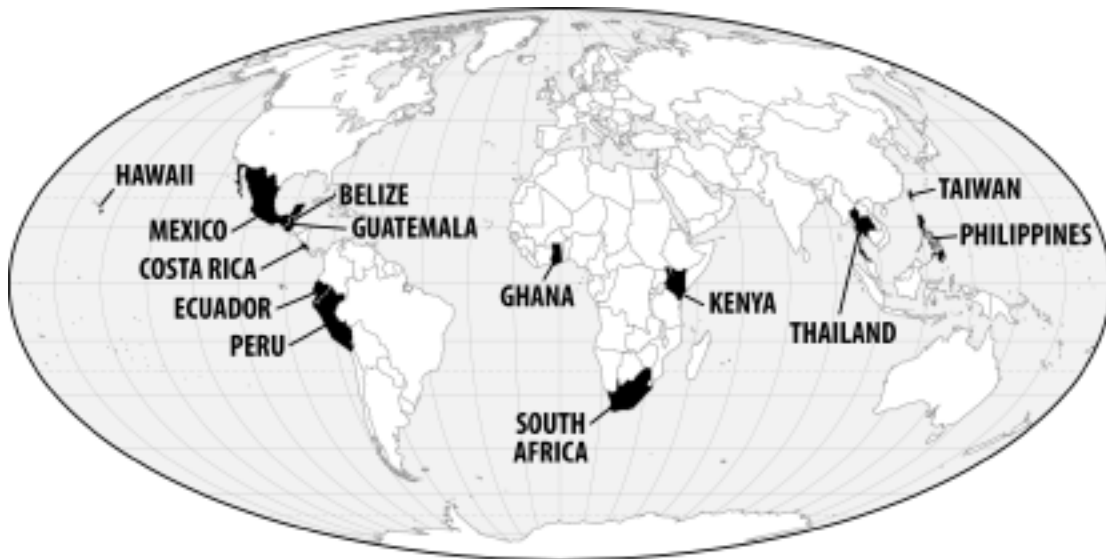 HAWAII
MEXICO
BELIZE
GUATEMALA
COSTA RICA
ECUADOR
PERU
GHANA
KENYA
SOUTH
AFRICA
TAIWAN
PHILIPPINES
THAILAND